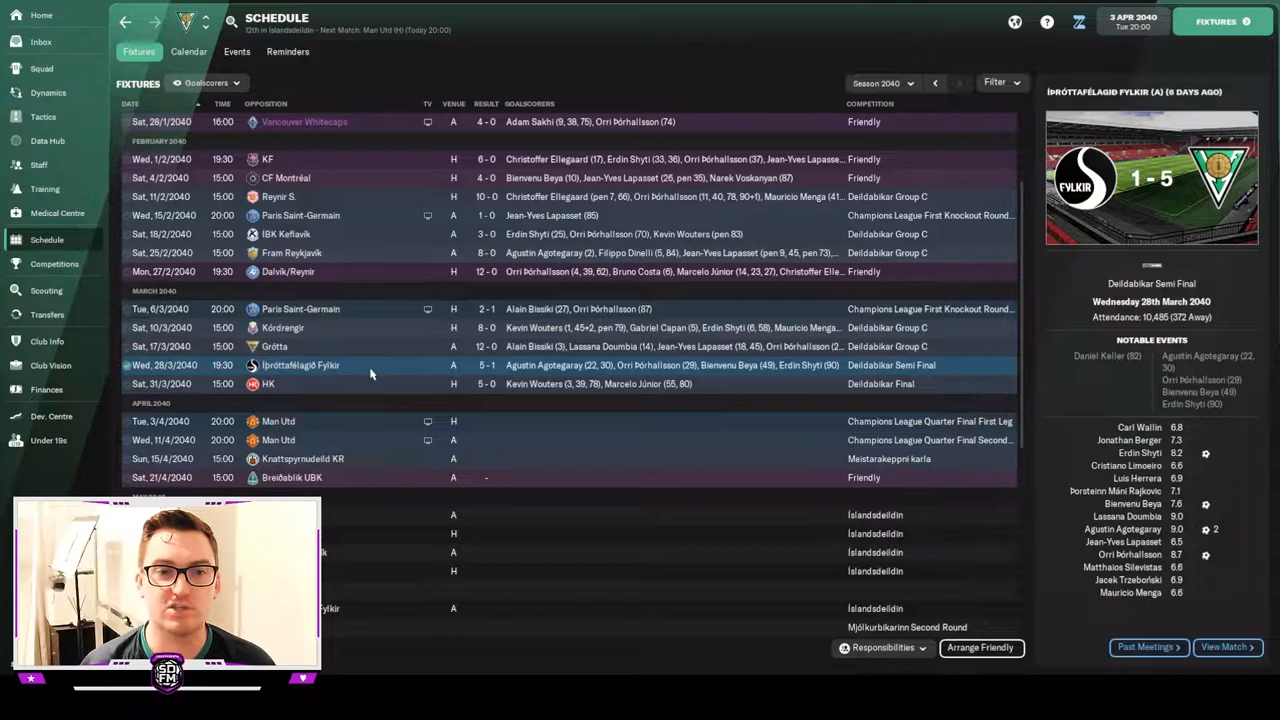 Home
Inbox
Squad
Dynamics
Tactics
Data Hub
Staff
Training
Medical Centre
Schedule
Competitions
Scouting
Transfers
Club Info
Club Vision
Finances
Dev. Centre
Under 19s
SCHEDULE
12th in Íslandsdeildin - Next Match: Man Utd (H) (Today 20:00)
3 APR 2040
Tue 20:00
FIXTURES
Fixtures Calendar Events Reminders
FIXTURES Goalscorers Season 2040 Filter
DATE TIME OPPOSITION TV VENUE RESULT GOALSCORERS COMPETITION
Sat, 28/1/2040 16:00 Vancouver Whitecaps A 4 - 0 Adam Sakhi (9, 38, 75), Orri Þórhallsson (74) Friendly
FEBRUARY 2040
Wed, 1/2/2040 19:30 KF H 6 - 0 Christoffer Ellegaard (17), Erdin Shyti (33, 36), Orri Þórhallsson (37), Jean-Yves Lapasse... Friendly
Sat, 4/2/2040 15:00 CF Montréal H 4 - 0 Bienvenu Beya (10), Jean-Yves Lapasset (26, pen 35), Narek Voskanyan (87) Friendly
Sat, 11/2/2040 15:00 Reynir S. H 10 - 0 Christoffer Ellegaard (pen 7, 66), Orri Þórhallsson (11, 40, 78, 90+1), Mauricio Menga (41... Deildabikar Group C
Wed, 15/2/2040 20:00 Paris Saint-Germain A 1 - 0 Jean-Yves Lapasset (85) Champions League First Knockout Round...
Sat, 18/2/2040 15:00 ÍBK Keflavík A 3 - 0 Erdin Shyti (25), Orri Þórhallsson (70), Kevin Wouters (pen 83) Deildabikar Group C
Sat, 25/2/2040 15:00 Fram Reykjavík A 8 - 0 Agustin Agotegaray (2), Filippo Dinelli (5, 84), Jean-Yves Lapasset (pen 9, 45, pen 73),... Deildabikar Group C
Mon, 27/2/2040 19:30 Dalvík/Reynir H 12 - 0 Orri Þórhallsson (4, 39, 62), Bruno Costa (6), Marcelo Júnior (14, 23, 27), Christoffer Elle... Friendly
MARCH 2040
Tue, 6/3/2040 20:00 Paris Saint-Germain H 2 - 1 Alain Bissiki (27), Orri Þórhallsson (87) Champions League First Knockout Round...
Sat, 10/3/2040 15:00 Kórdrengir H 8 - 0 Kevin Wouters (1, 45+2, pen 79), Gabriel Capan (5), Erdin Shyti (6, 58), Mauricio Menga... Deildabikar Group C
Sat, 17/3/2040 15:00 Grótta A 12 - 0 Alain Bissiki (3), Lassana Doumbia (14), Jean-Yves Lapasset (18, 45), Orri Þórhallsson (2... Deildabikar Group C
Wed, 28/3/2040 19:30 Íþróttafélagið Fylkir A 5 - 1 Agustin Agotegaray (22, 30), Orri Þórhallsson (29), Bienvenu Beya (49), Erdin Shyti (90) Deildabikar Semi Final
Sat, 31/3/2040 15:00 HK H 5 - 0 Kevin Wouters (3, 39, 78), Marcelo Júnior (55, 80) Deildabikar Final
APRIL 2040
Tue, 3/4/2040 20:00 Man Utd H Champions League Quarter Final First Leg
Wed, 11/4/2040 20:00 Man Utd A Champions League Quarter Final Second...
Sun, 15/4/2040 15:00 Knattspyrnudeild KR A Meistarakeppni karla
Sat, 21/4/2040 15:00 Breiðablik UBK A - Friendly
A Íslandsdeildin
H Íslandsdeildin
A Íslandsdeildin
H Íslandsdeildin
A Íslandsdeildin
Mjólkurbikarinn Second Round
Responsibilities Arrange Friendly
ÍÞRÓTTAFÉLAGIÐ FYLKIR (A) (6 DAYS AGO)
FYLKIR 1 - 5
Deildabikar Semi Final
Wednesday 28th March 2040
Attendance: 10,485 (372 Away)
NOTABLE EVENTS
Daniel Keller (82) Agustin Agotegaray (22, 30)
Orri Þórhallsson (29)
Bienvenu Beya (49)
Erdin Shyti (90)
Carl Wallin 6.8
Jonathan Berger 7.3
Erdin Shyti 8.2
Cristiano Limoeiro 6.6
Luis Herrera 6.9
Þorsteinn Máni Rajkovic 7.1
Bienvenu Beya 7.6
Lassana Doumbia 9.0
Agustin Agotegaray 9.0 2
Jean-Yves Lapasset 6.5
Orri Þórhallsson 8.7
Matthaios Silevistas 6.6
Jacek Trzeboński 6.9
Mauricio Menga 6.6
Past Meetings > View Match >
SDFM